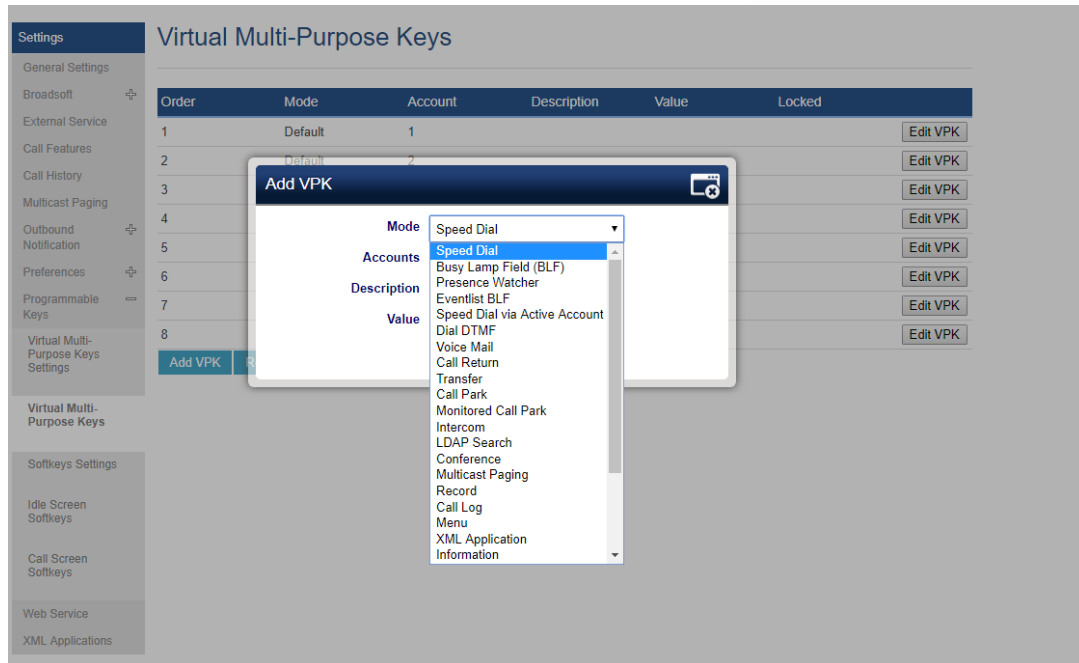 Settings
General Settings
Broadsoft
External Service
Call Features
Call History
Multicast Paging
Outbound
Notification
Preferences
Programmable
Keys
Virtual Multi-
Purpose Keys
Settings
Virtual Multi-
Purpose Keys
Softkeys Settings
Idle Screen
Softkeys
Call Screen
Softkeys
Web Service
XML Applications
Virtual Multi-Purpose Keys
Order Mode Account Description Value Locked
1 Default 1 Edit VPK
2 Default 2 Edit VPK
3 Edit VPK
4 Edit VPK
5 Edit VPK
6 Edit VPK
7 Edit VPK
8 Edit VPK
Add VPK
Add VPK
Mode Speed Dial
Accounts
Description
Value
Speed Dial
Busy Lamp Field (BLF)
Presence Watcher
Eventlist BLF
Speed Dial via Active Account
Dial DTMF
Voice Mail
Call Return
Transfer
Call Park
Monitored Call Park
Intercom
LDAP Search
Conference
Multicast Paging
Record
Call Log
Menu
XML Application
Information